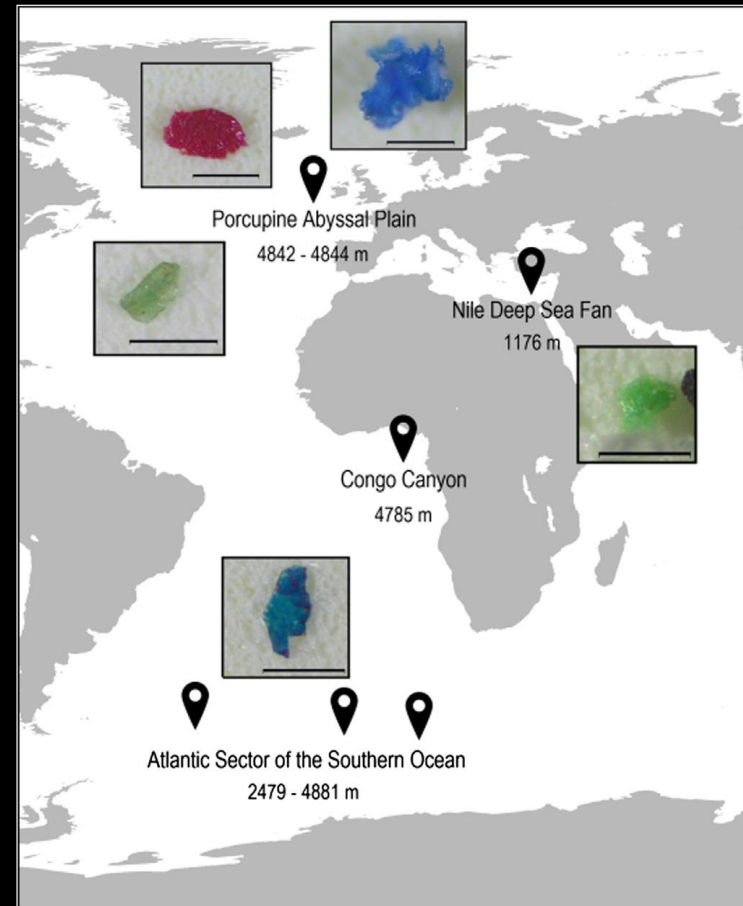 Porcupine Abyssal Plain
4842 - 4844 m
Nile Deep Sea Fan
1176 m
Congo Canyon
4785 m
Atlantic Sector of the Southern Ocean
2479 - 4881 m